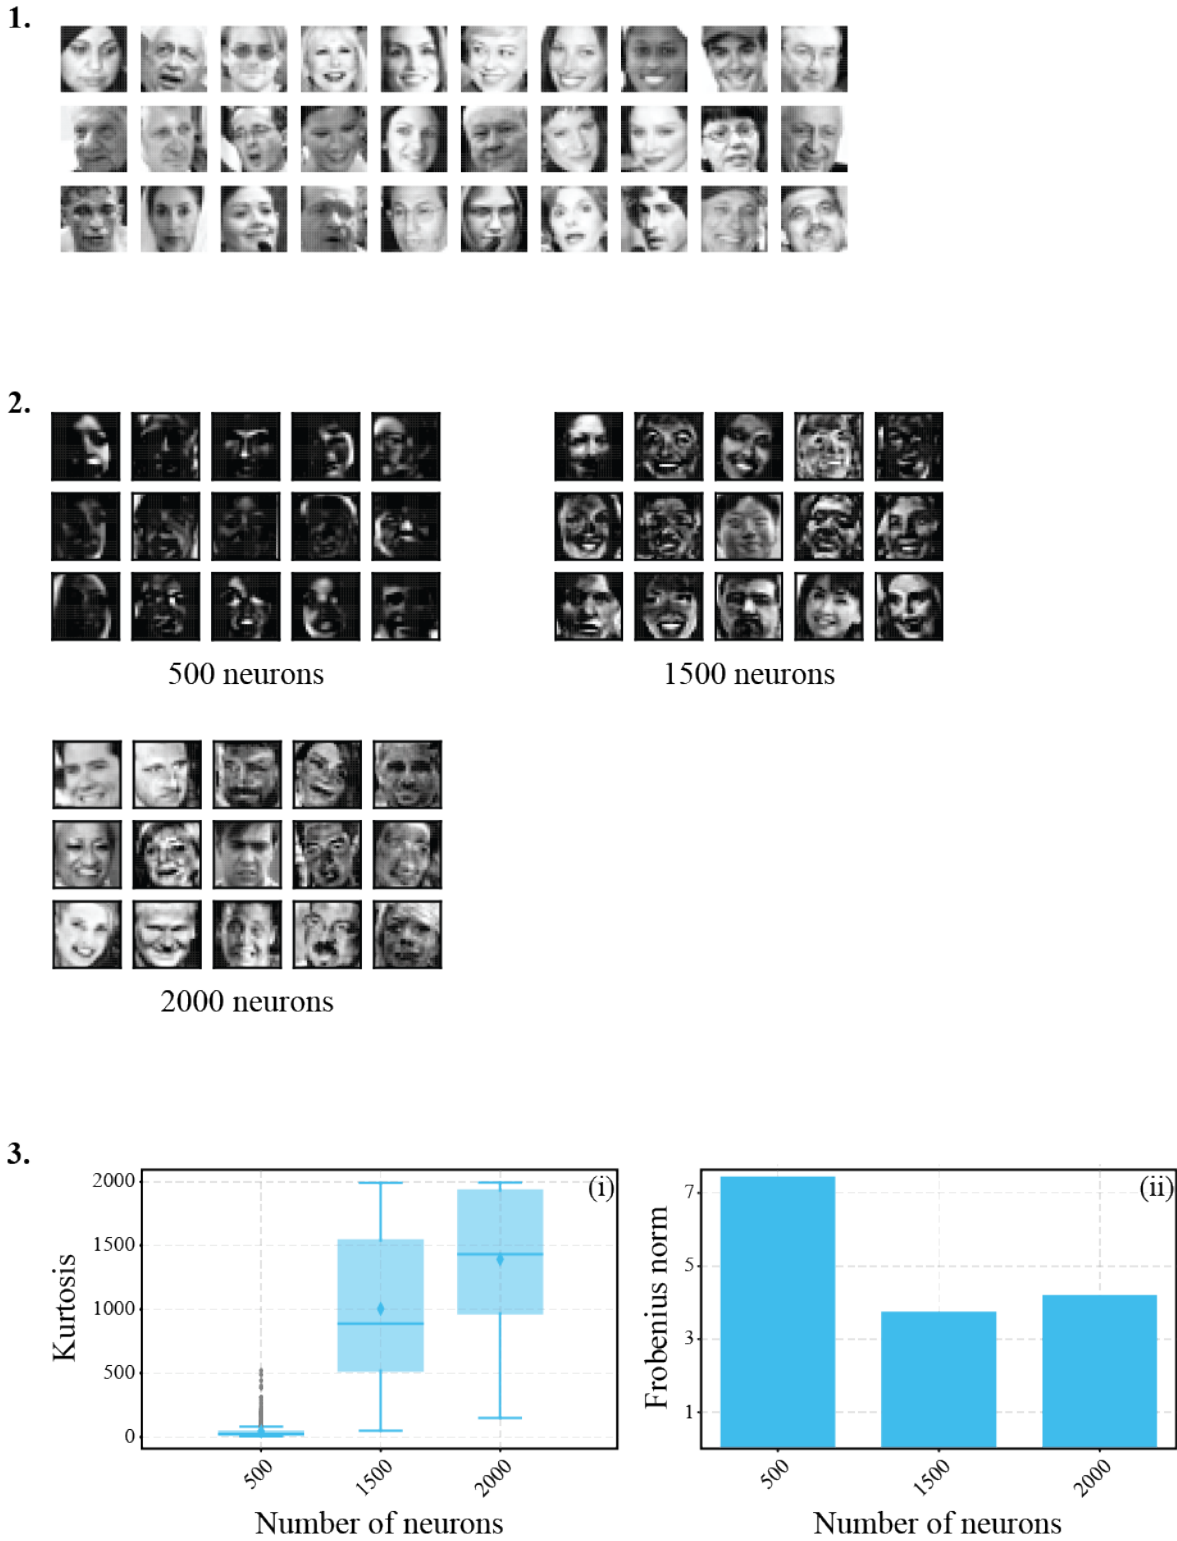 1.
2.
500 neurons
1500 neurons
2000 neurons
3.
(i)
2000
1500
1000
500
0
Kurtosis
500
1500
2000
Number of neurons
(ii)
7
5
3
1
Frobenius norm
500
1500
2000
Number of neurons